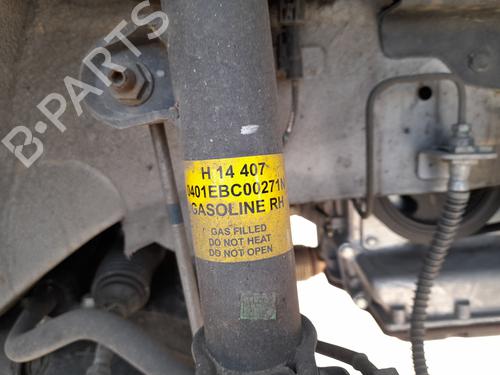 B-PARTS
H 14 407
0401EBC00271N
GASOLINE RH
GAS FILLED
DO NOT HEAT
DO NOT OPEN